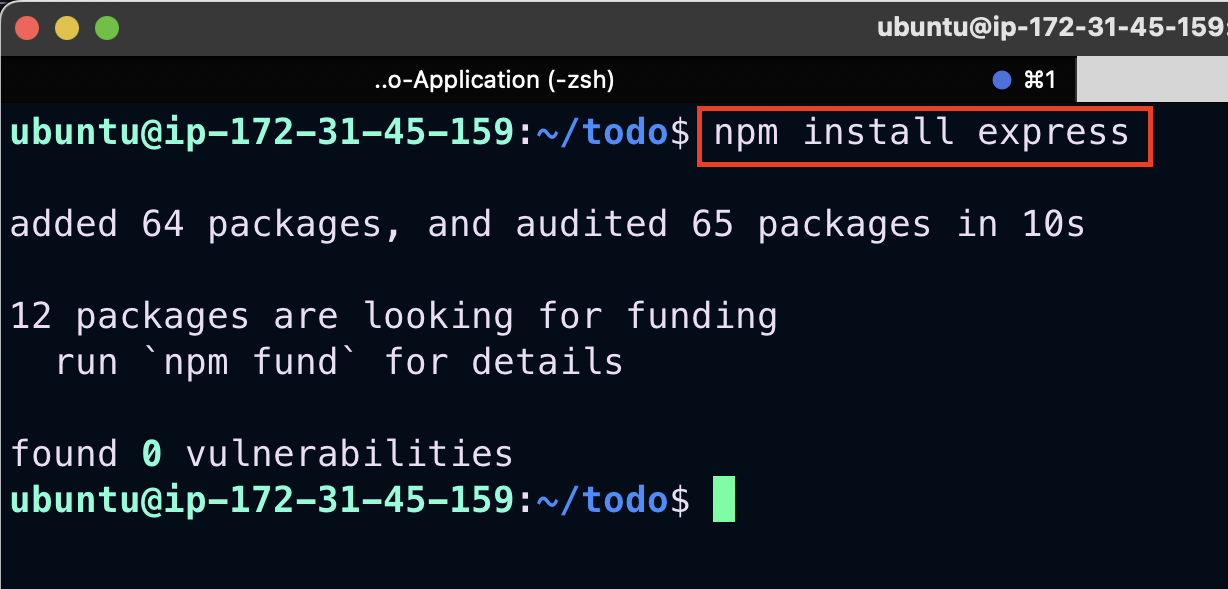 ubuntu@ip-172-31-45-159:
..o-Application (-zsh) ⌘1
ubuntu@ip-172-31-45-159:~/todo$ npm install express
added 64 packages, and audited 65 packages in 10s
12 packages are looking for funding
  run `npm fund` for details
found 0 vulnerabilities
ubuntu@ip-172-31-45-159:~/todo$